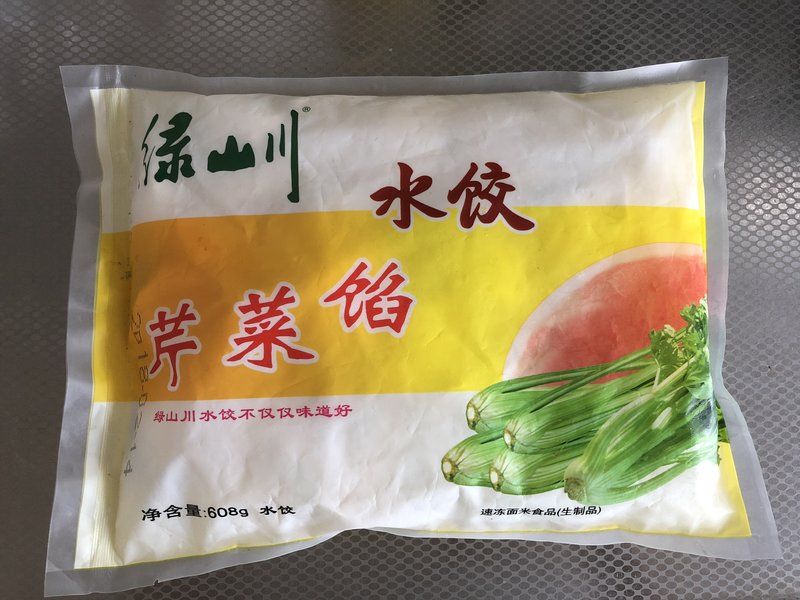 绿山川®
水饺
芹菜馅
绿山川水饺不仅仅味道好
净含量:608g 水饺
速冻面米食品(生制品)